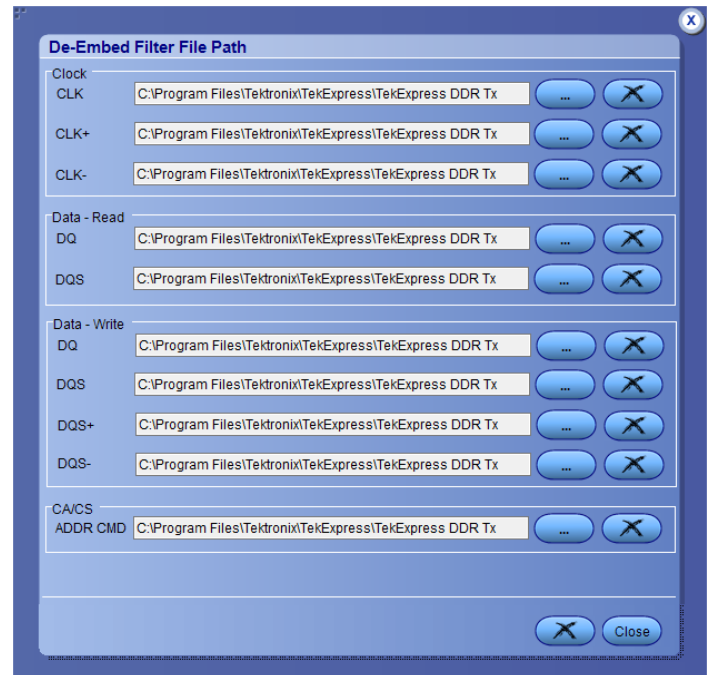 X
De-Embed Filter File Path
Clock
CLK C:\Program Files\Tektronix\TekExpress\TekExpress DDR Tx ...
CLK+ C:\Program Files\Tektronix\TekExpress\TekExpress DDR Tx ...
CLK- C:\Program Files\Tektronix\TekExpress\TekExpress DDR Tx ...
Data - Read
DQ C:\Program Files\Tektronix\TekExpress\TekExpress DDR Tx ...
DQS C:\Program Files\Tektronix\TekExpress\TekExpress DDR Tx ...
Data - Write
DQ C:\Program Files\Tektronix\TekExpress\TekExpress DDR Tx ...
DQS C:\Program Files\Tektronix\TekExpress\TekExpress DDR Tx ...
DQS+ C:\Program Files\Tektronix\TekExpress\TekExpress DDR Tx ...
DQS- C:\Program Files\Tektronix\TekExpress\TekExpress DDR Tx ...
CA/CS
ADDR CMD C:\Program Files\Tektronix\TekExpress\TekExpress DDR Tx ...
Close